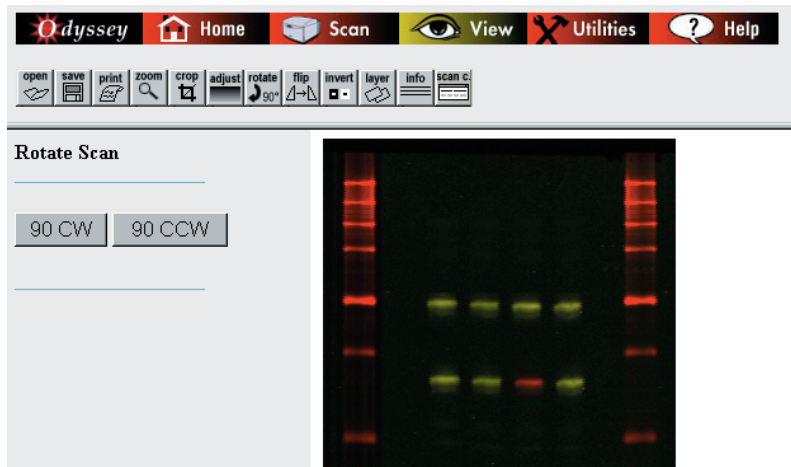 Odyssey Home Scan View Utilities ? Help
open save print zoom crop adjust rotate 90° flip invert layer info scan c.
Rotate Scan
90 CW 90 CCW